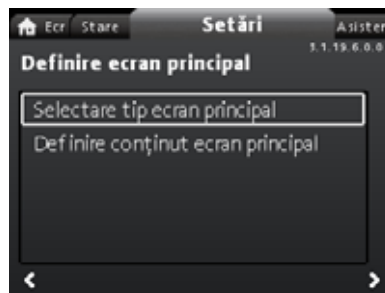 Ecr Stare Setări Asister
3.1.19.6.0.0
Definire ecran principal
Selectare tip ecran principal
Definire conținut ecran principal